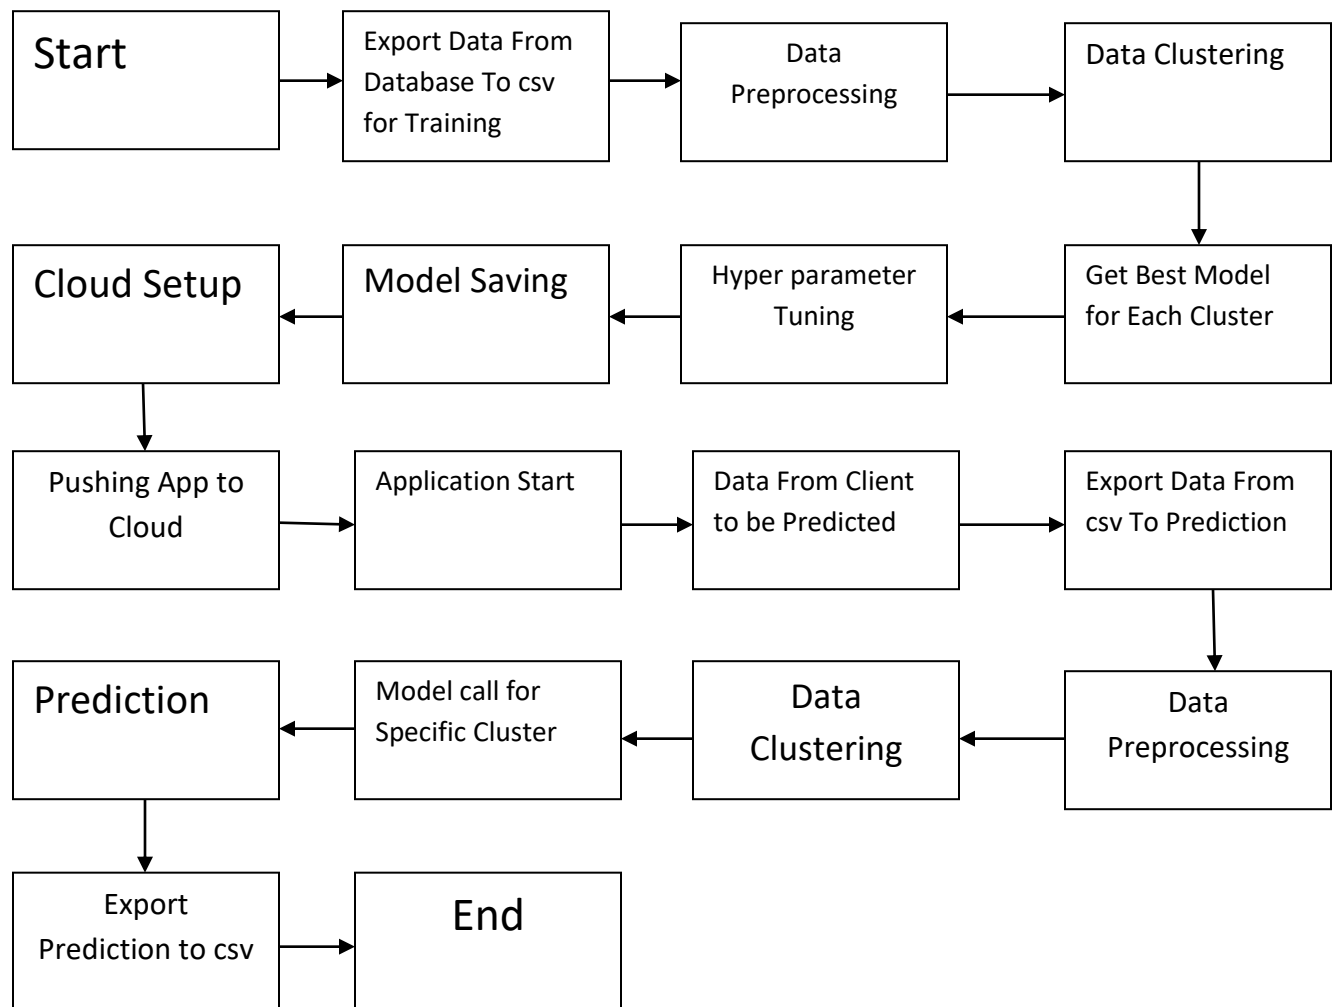 Start
Export Data From
Database To csv
for Training
Data
Preprocessing
Data Clustering
Cloud Setup
Model Saving
Hyper parameter
Tuning
Get Best Model
for Each Cluster
Pushing App to
Cloud
Application Start
Data From Client
to be Predicted
Export Data From
csv To Prediction
Prediction
Model call for
Specific Cluster
Data
Clustering
Data
Preprocessing
Export
Prediction to csv
End